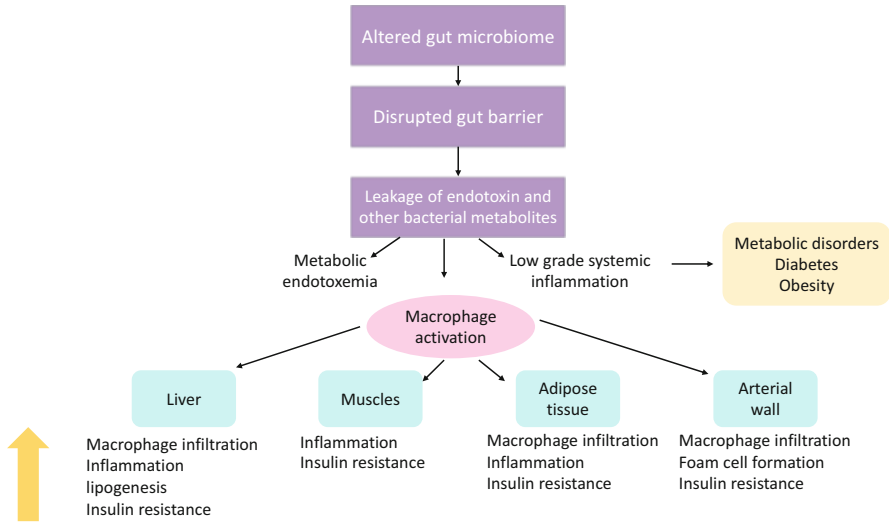 Altered gut microbiome
Disrupted gut barrier
Leakage of endotoxin and
other bacterial metabolites
Metabolic
endotoxemia
Low grade systemic
inflammation
Metabolic disorders
Diabetes
Obesity
Macrophage
activation
Liver
Macrophage infiltration
Inflammation
lipogenesis
Insulin resistance
Muscles
Inflammation
Insulin resistance
Adipose
tissue
Macrophage infiltration
Inflammation
Insulin resistance
Arterial
wall
Macrophage infiltration
Foam cell formation
Insulin resistance